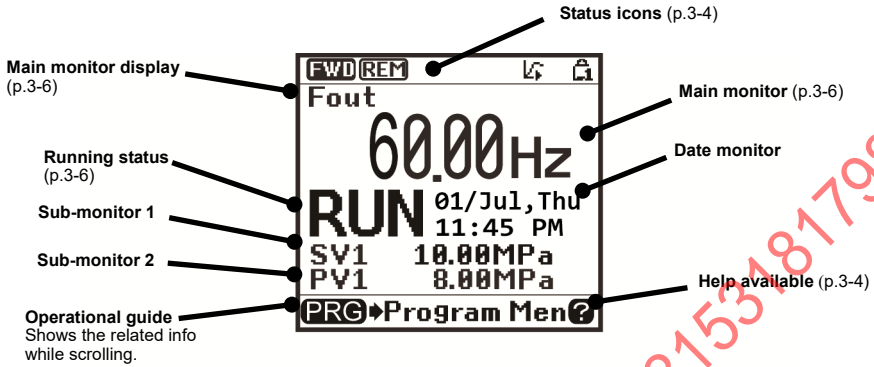 Status icons (p.3-4)
Main monitor display
(p.3-6)
FWD REM
Fout
60.00Hz
Main monitor (p.3-6)
Running status
(p.3-6)
Date monitor
RUN
01/Jul,Thu
11:45 PM
Sub-monitor 1
SV1 10.00MPa
Sub-monitor 2
PV1 8.00MPa
Help available (p.3-4)
Operational guide
Shows the related info
while scrolling.
PRG➧Program Men?